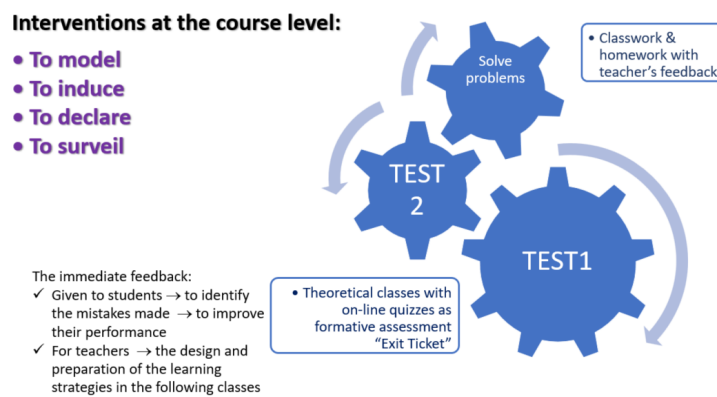 Interventions at the course level:
• To model
• To induce
• To declare
• To surveil
Solve
problems
• Classwork &
homework with
teacher's feedback
TEST
2
TEST1
The immediate feedback:
✓ Given to students → to identify
the mistakes made → to improve
their performance
✓ For teachers → the design and
preparation of the learning
strategies in the following classes
• Theoretical classes with
on-line quizzes as
formative assessment
“Exit Ticket”